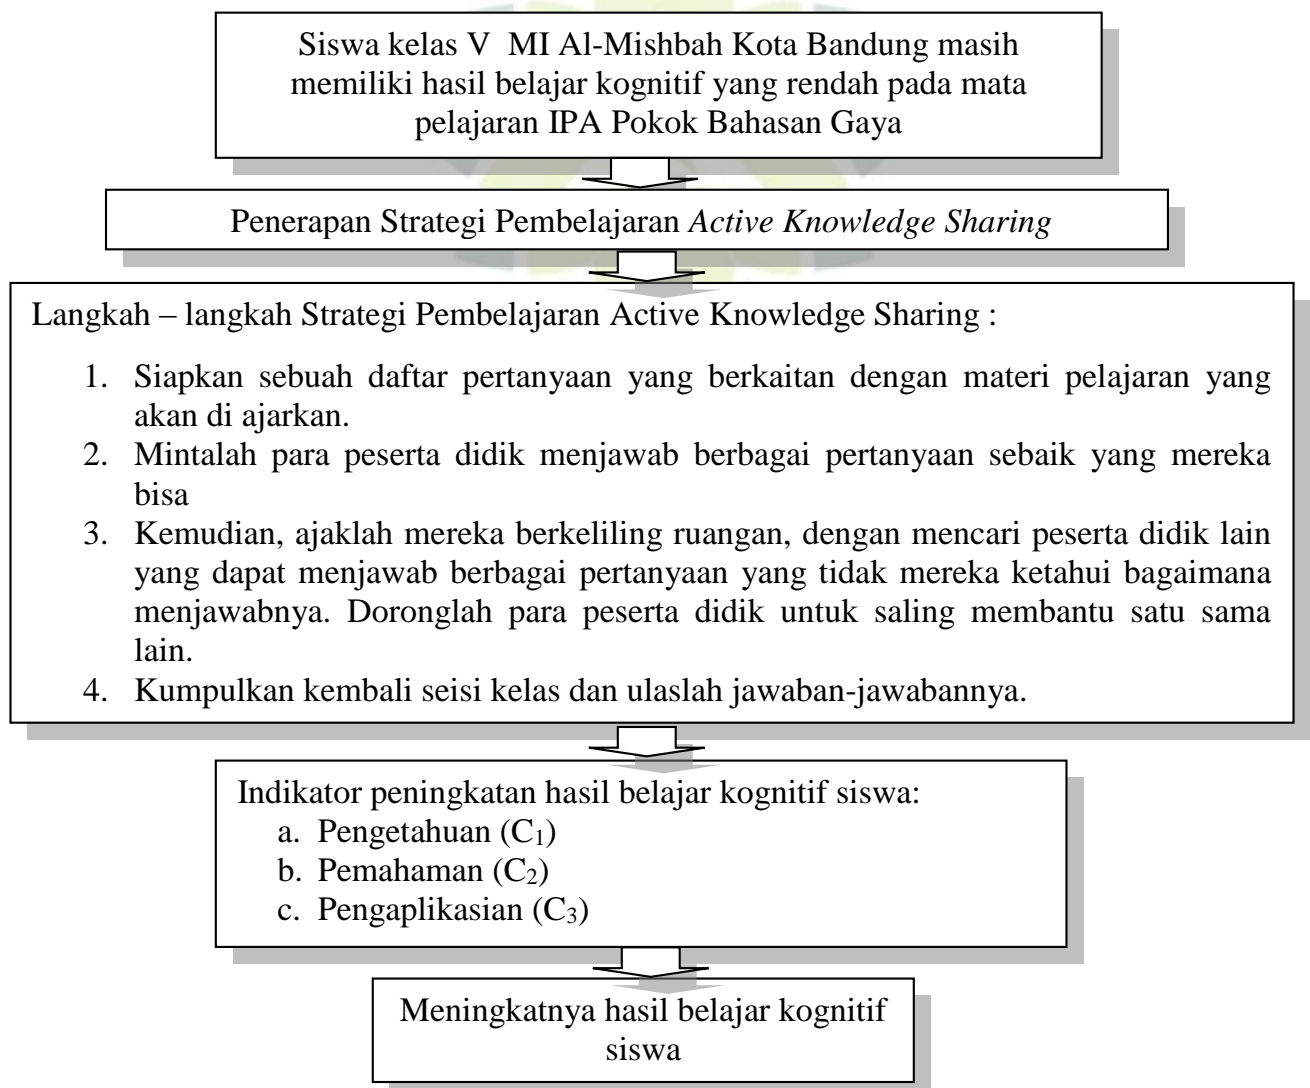 Siswa kelas V  MI Al-Mishbah Kota Bandung masih
memiliki hasil belajar kognitif yang rendah pada mata
pelajaran IPA Pokok Bahasan Gaya
Penerapan Strategi Pembelajaran Active Knowledge Sharing
Langkah – langkah Strategi Pembelajaran Active Knowledge Sharing :
1. Siapkan sebuah daftar pertanyaan yang berkaitan dengan materi pelajaran yang
akan di ajarkan.
2. Mintalah para peserta didik menjawab berbagai pertanyaan sebaik yang mereka
bisa
3. Kemudian, ajaklah mereka berkeliling ruangan, dengan mencari peserta didik lain
yang dapat menjawab berbagai pertanyaan yang tidak mereka ketahui bagaimana
menjawabnya. Doronglah para peserta didik untuk saling membantu satu sama
lain.
4. Kumpulkan kembali seisi kelas dan ulaslah jawaban-jawabannya.
Indikator peningkatan hasil belajar kognitif siswa:
a. Pengetahuan (C₁)
b. Pemahaman (C₂)
c. Pengaplikasian (C₃)
Meningkatnya hasil belajar kognitif
siswa